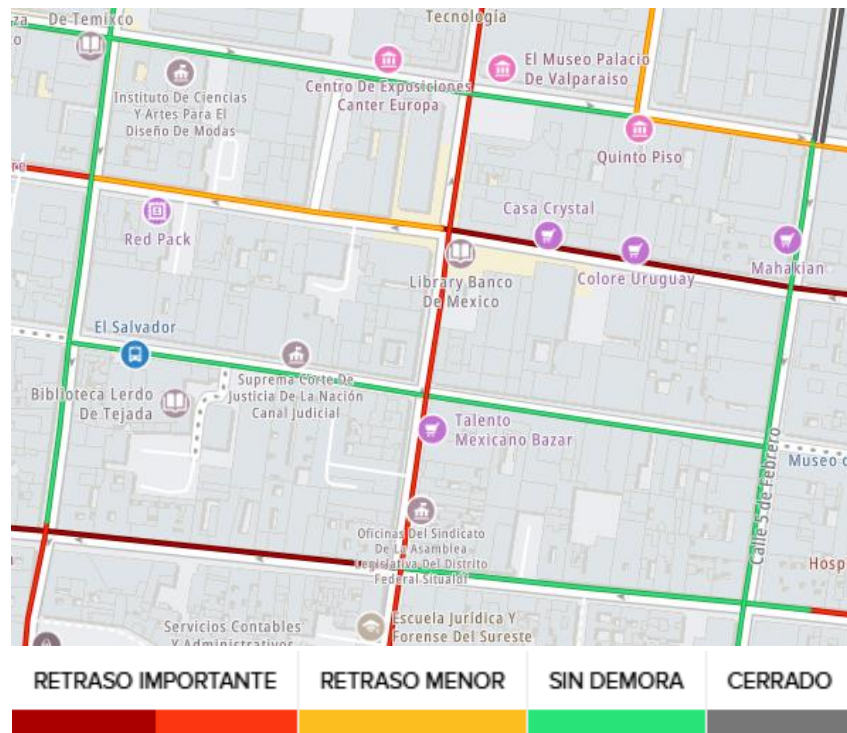 Tecnología
za
De Temixco
o
El Museo Palacio
De Valparaiso
Centro De Exposiciones
Canter Europa
Instituto De Ciencias
Y Artes Para El
Diseño De Modas
Quinto Piso
re
Casa Crystal
Red Pack
Library Banco
De Mexico
Colore Uruguay
Mahakian
El Salvador
Suprema Corte De
Justicia De La Nación
Canal Judicial
Biblioteca Lerdo
De Tejada
Talento
Mexicano Bazar
Museo
Calle 5 de Febrero
Oficinas Del Sindicato
De La Asamblea
Legislativa Del Distrito
Federal Situaldf
Hosp
Servicios Contables
Y Administrativos
Escuela Jurídica Y
Forense Del Sureste
RETRASO IMPORTANTE
RETRASO MENOR
SIN DEMORA
CERRADO